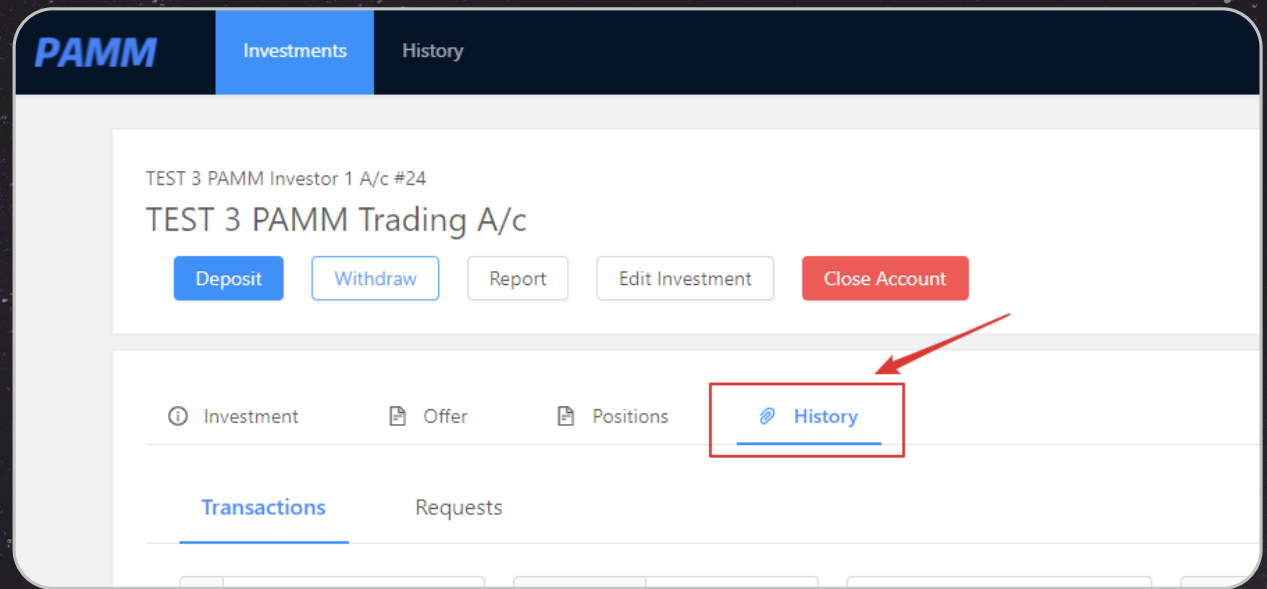 PAMM Investments History
TEST 3 PAMM Investor 1 A/c #24
TEST 3 PAMM Trading A/c
Deposit Withdraw Report Edit Investment Close Account
Investment Offer Positions History
Transactions Requests